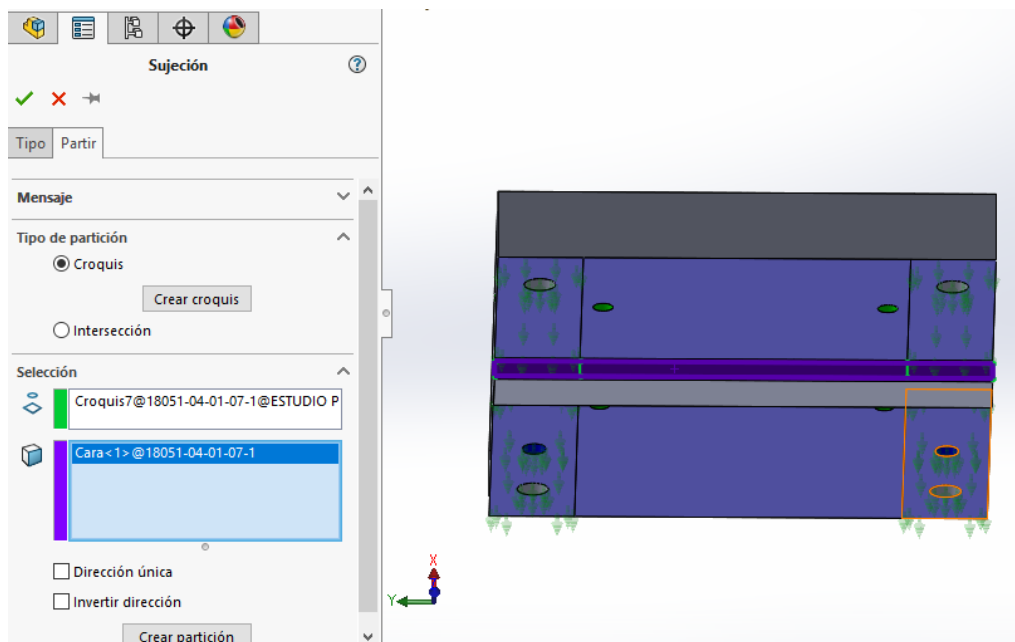 Sujeción
Tipo Partir
Mensaje
Tipo de partición
Croquis
Crear croquis
Intersección
Selección
Croquis7@18051-04-01-07-1@ESTUDIO P
Cara<1>@18051-04-01-07-1
Dirección única
Invertir dirección
Crear partición
X
Y